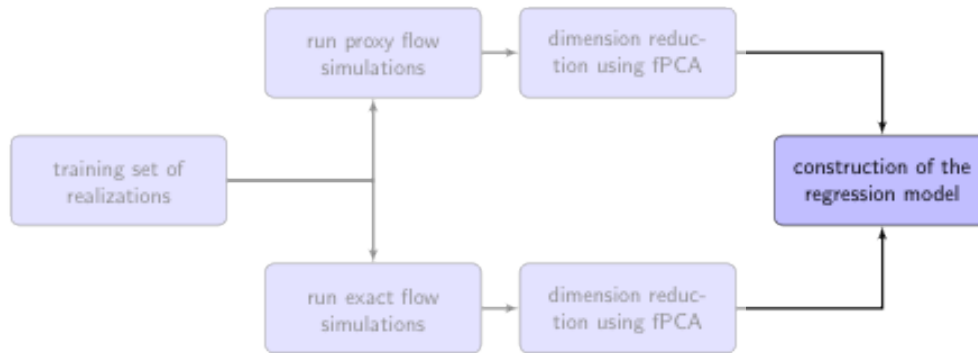 run proxy flow
simulations
dimension reduc-
tion using fPCA
training set of
realizations
construction of the
regression model
run exact flow
simulations
dimension reduc-
tion using fPCA